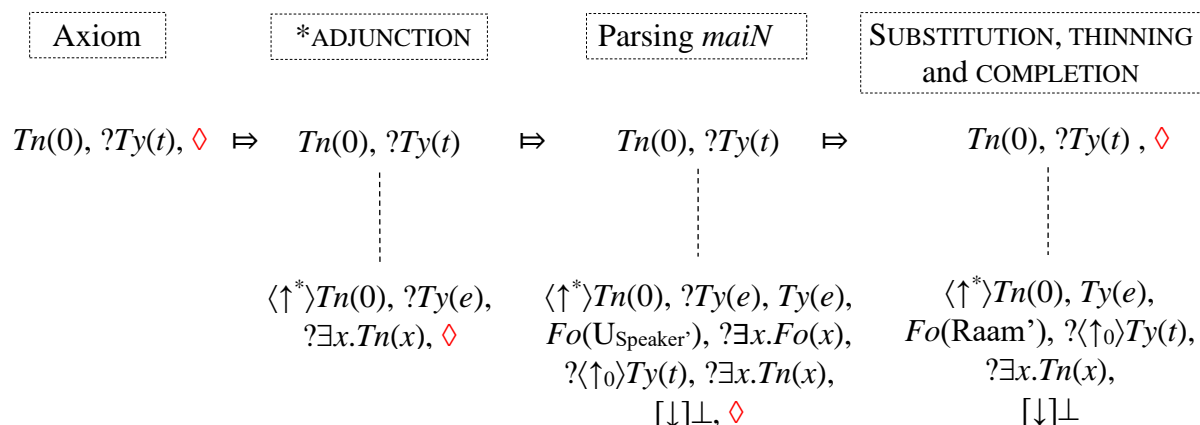 Axiom
*ADJUNCTION
Parsing maiN
SUBSTITUTION, THINNING
and COMPLETION
Tn(0), ?Ty(t), ◊ ⤇ Tn(0), ?Ty(t) ⤇ Tn(0), ?Ty(t) ⤇ Tn(0), ?Ty(t) , ◊
⟨↑*⟩Tn(0), ?Ty(e),
?∃x.Tn(x), ◊
⟨↑*⟩Tn(0), ?Ty(e), Ty(e),
Fo(U_Speaker’), ?∃x.Fo(x),
?⟨↑₀⟩Ty(t), ?∃x.Tn(x),
[↓]⊥, ◊
⟨↑*⟩Tn(0), Ty(e),
Fo(Raam’), ?⟨↑₀⟩Ty(t),
?∃x.Tn(x),
[↓]⊥